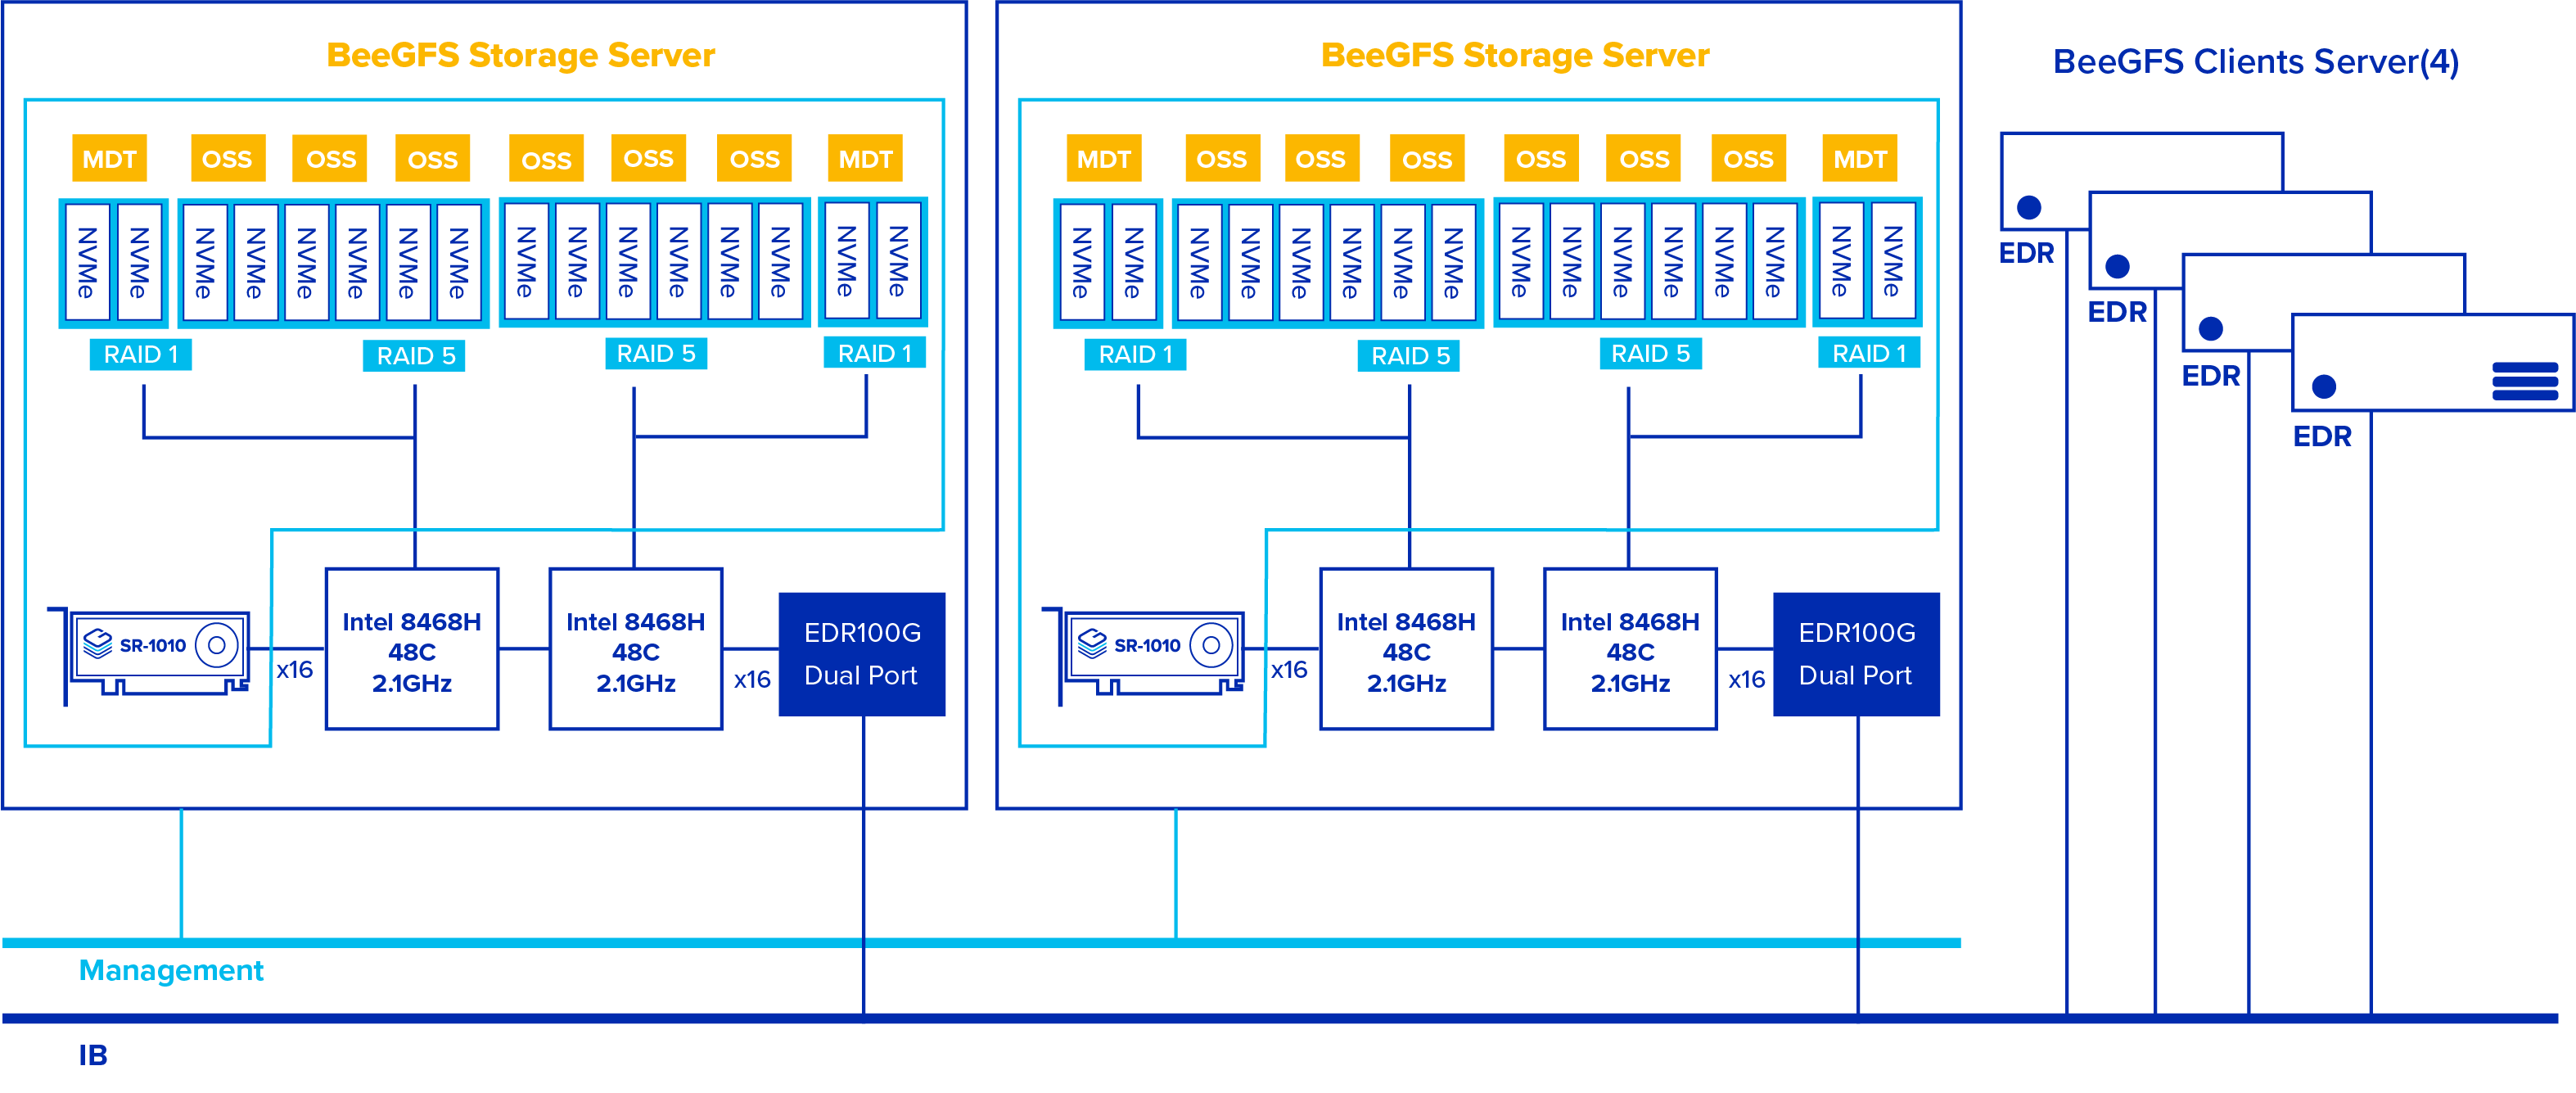 BeeGFS Storage Server
MDT OSS OSS OSS OSS OSS OSS MDT
NVMe NVMe NVMe NVMe NVMe NVMe NVMe NVMe NVMe NVMe NVMe NVMe NVMe NVMe NVMe NVMe
RAID 1 RAID 5 RAID 5 RAID 1
SR-1010
x16
Intel 8468H
48C
2.1GHz
Intel 8468H
48C
2.1GHz
x16
EDR100G
Dual Port
BeeGFS Storage Server
MDT OSS OSS OSS OSS OSS OSS MDT
NVMe NVMe NVMe NVMe NVMe NVMe NVMe NVMe NVMe NVMe NVMe NVMe NVMe NVMe NVMe NVMe
RAID 1 RAID 5 RAID 5 RAID 1
SR-1010
x16
Intel 8468H
48C
2.1GHz
Intel 8468H
48C
2.1GHz
x16
EDR100G
Dual Port
BeeGFS Clients Server(4)
EDR
EDR
EDR
EDR
Management
IB